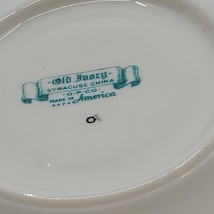 Old Ivory
SYRACUSE CHINA
O-P-CO-
MADE IN America